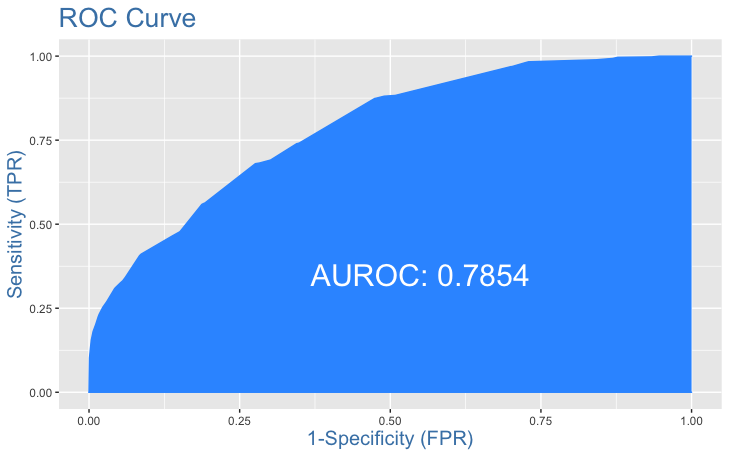 ROC Curve
1.00
0.75
0.50
0.25
0.00
Sensitivity (TPR)
AUROC: 0.7854
0.00 0.25 0.50 0.75 1.00
1-Specificity (FPR)